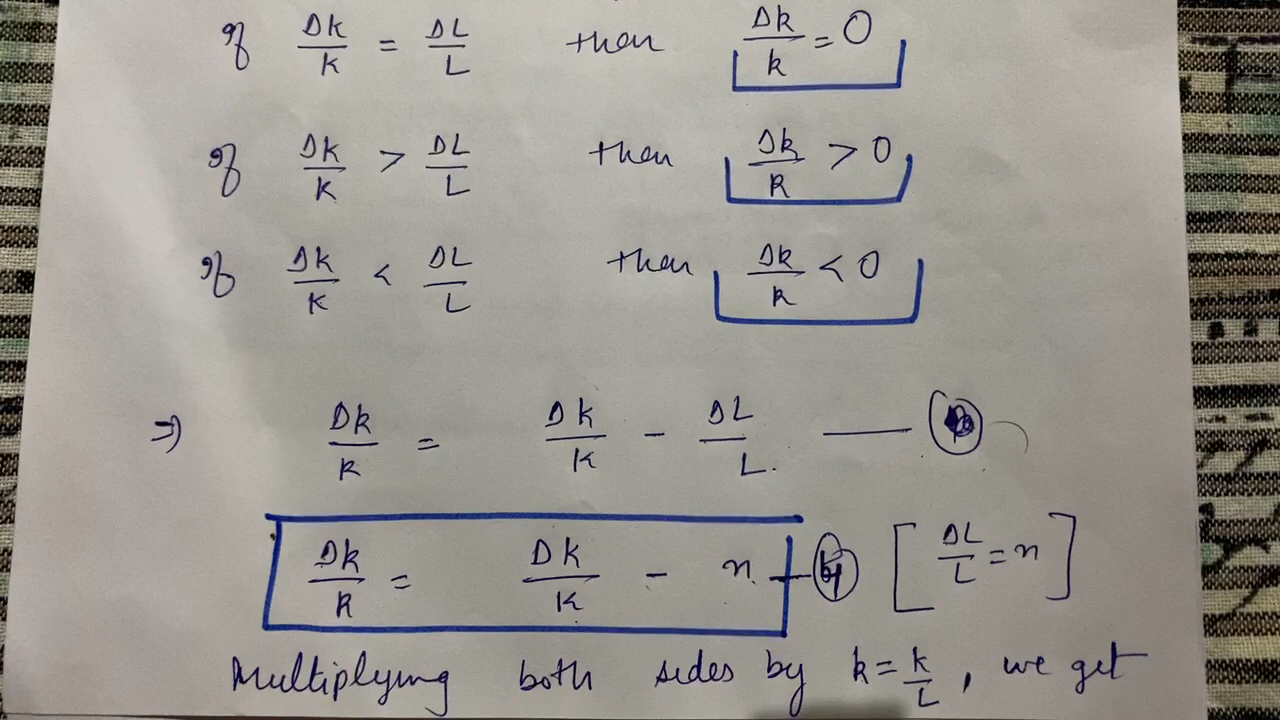 If Δk/K = ΔL/L then Δk/k = 0
If Δk/K > ΔL/L then Δk/k > 0
If Δk/K < ΔL/L then Δk/k < 0
⇒ Δk/k = Δk/K - ΔL/L.
Δk/k = Δk/K - n — [ΔL/L = n]
Multiplying both sides by k = k/L, we get